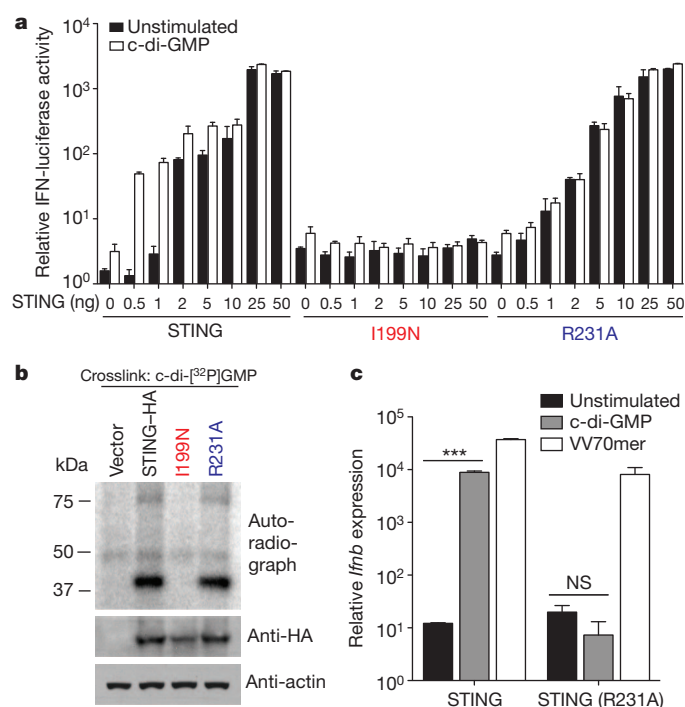 a
Unstimulated
c-di-GMP
Relative IFN-luciferase activity
10⁴
10³
10²
10¹
10⁰
STING (ng) 0 0.5 1 2 5 10 25 50 0 0.5 1 2 5 10 25 50 0 0.5 1 2 5 10 25 50
STING I199N R231A
b
Crosslink: c-di-[³²P]GMP
Vector STING–HA I199N R231A
kDa
75
50
37
Auto-
radio-
graph
Anti-HA
Anti-actin
c
Unstimulated
c-di-GMP
VV70mer
Relative Ifnb expression
10⁵
10⁴
10³
10²
10¹
10⁰
***
NS
STING STING (R231A)